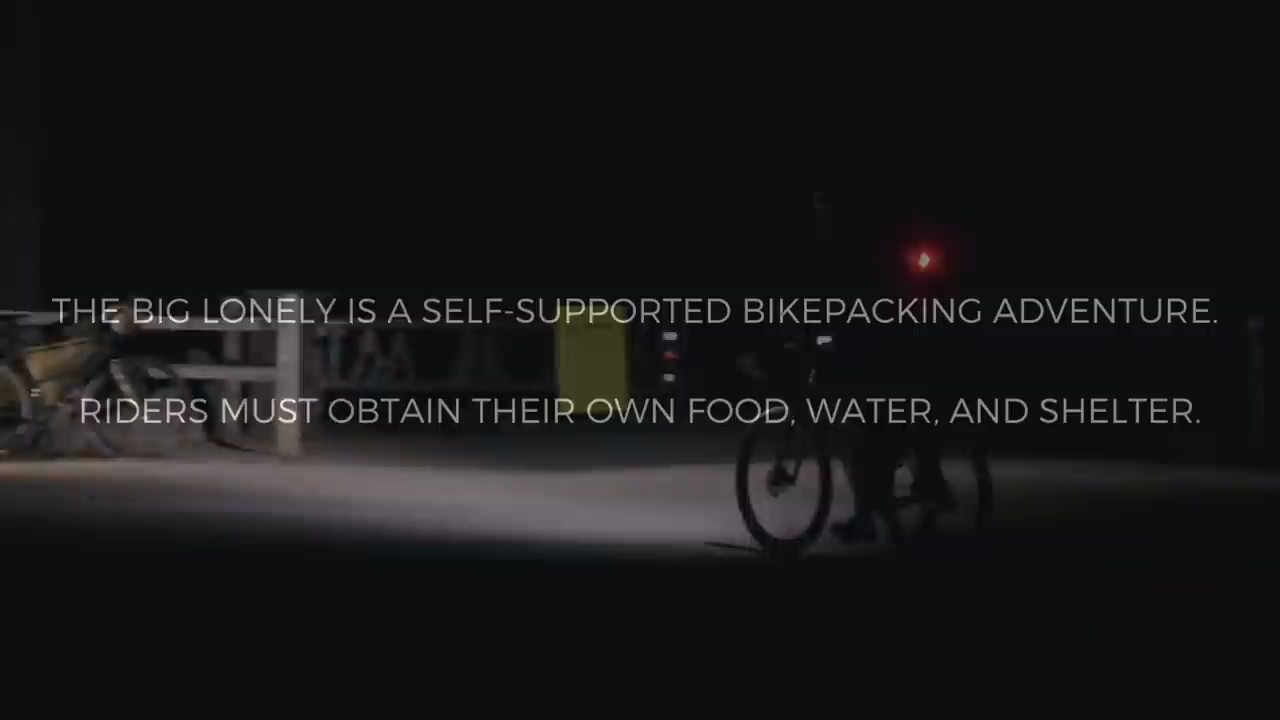 THE BIG LONELY IS A SELF-SUPPORTED BIKEPACKING ADVENTURE.
RIDERS MUST OBTAIN THEIR OWN FOOD, WATER, AND SHELTER.